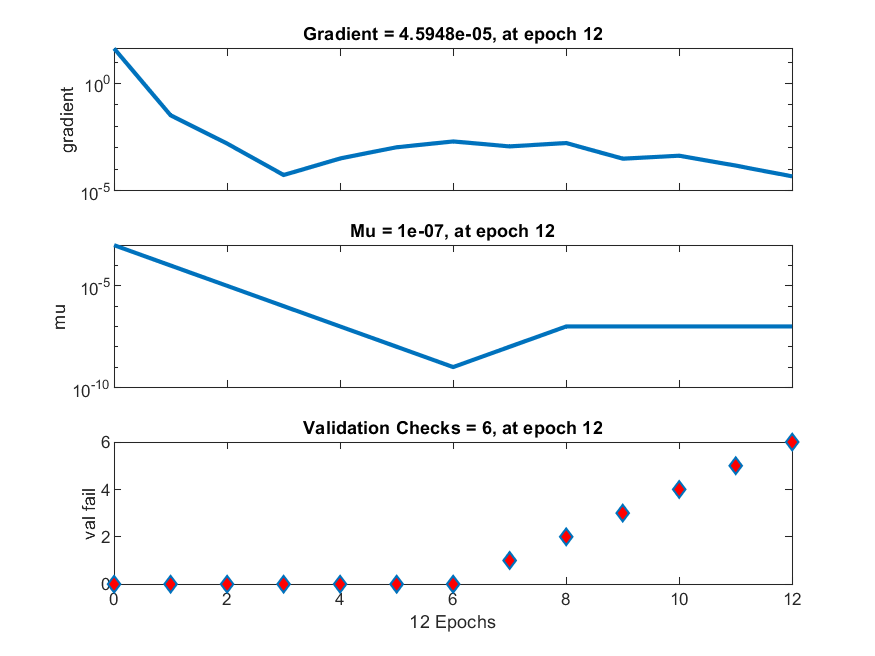 Gradient = 4.5948e-05, at epoch 12
10^0
gradient
10^-5
Mu = 1e-07, at epoch 12
10^-5
mu
10^-10
Validation Checks = 6, at epoch 12
6
4
val fail
2
0
0 2 4 6 8 10 12
12 Epochs